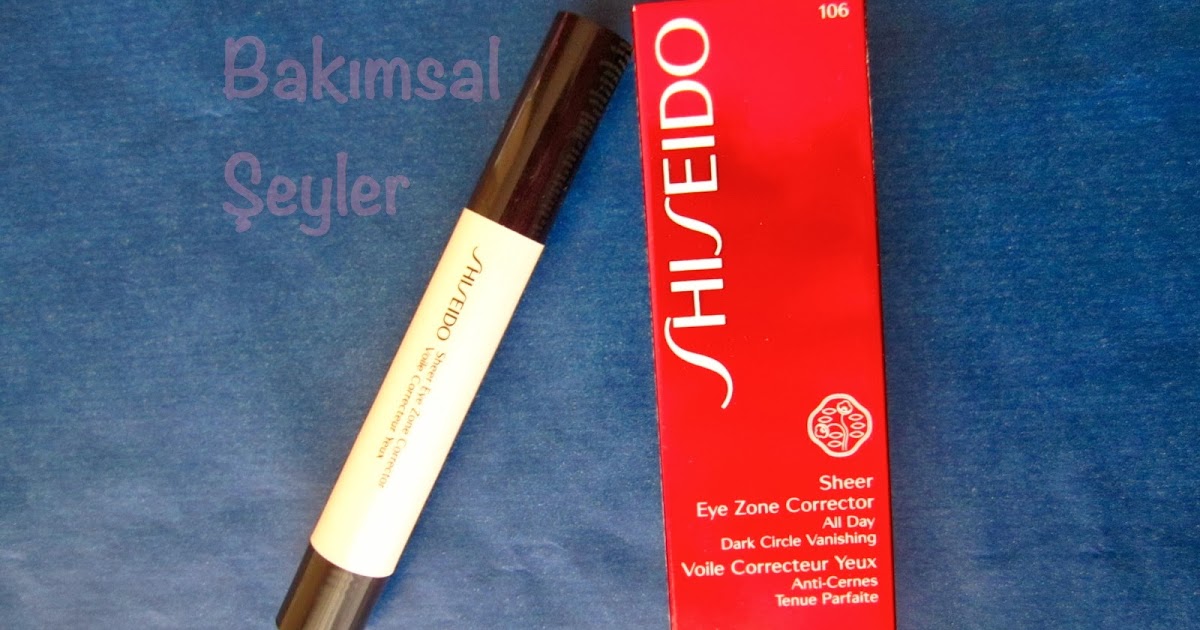 Bakımsal
Şeyler
SHISEIDO
Sheer Eye Zone Corrector
Voile Correcteur Yeux
106
SHISEIDO
Sheer
Eye Zone Corrector
All Day
Dark Circle Vanishing
Voile Correcteur Yeux
Anti-Cernes
Tenue Parfaite